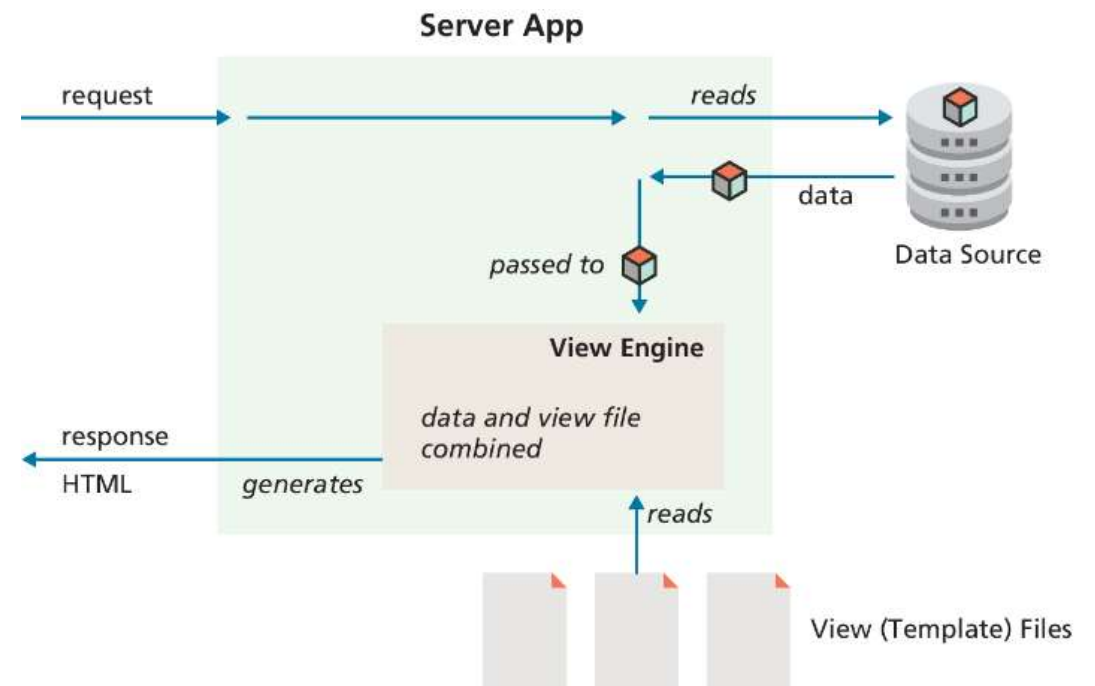 Server App
request
reads
data
Data Source
passed to
View Engine
data and view file
combined
response
HTML
generates
reads
View (Template) Files